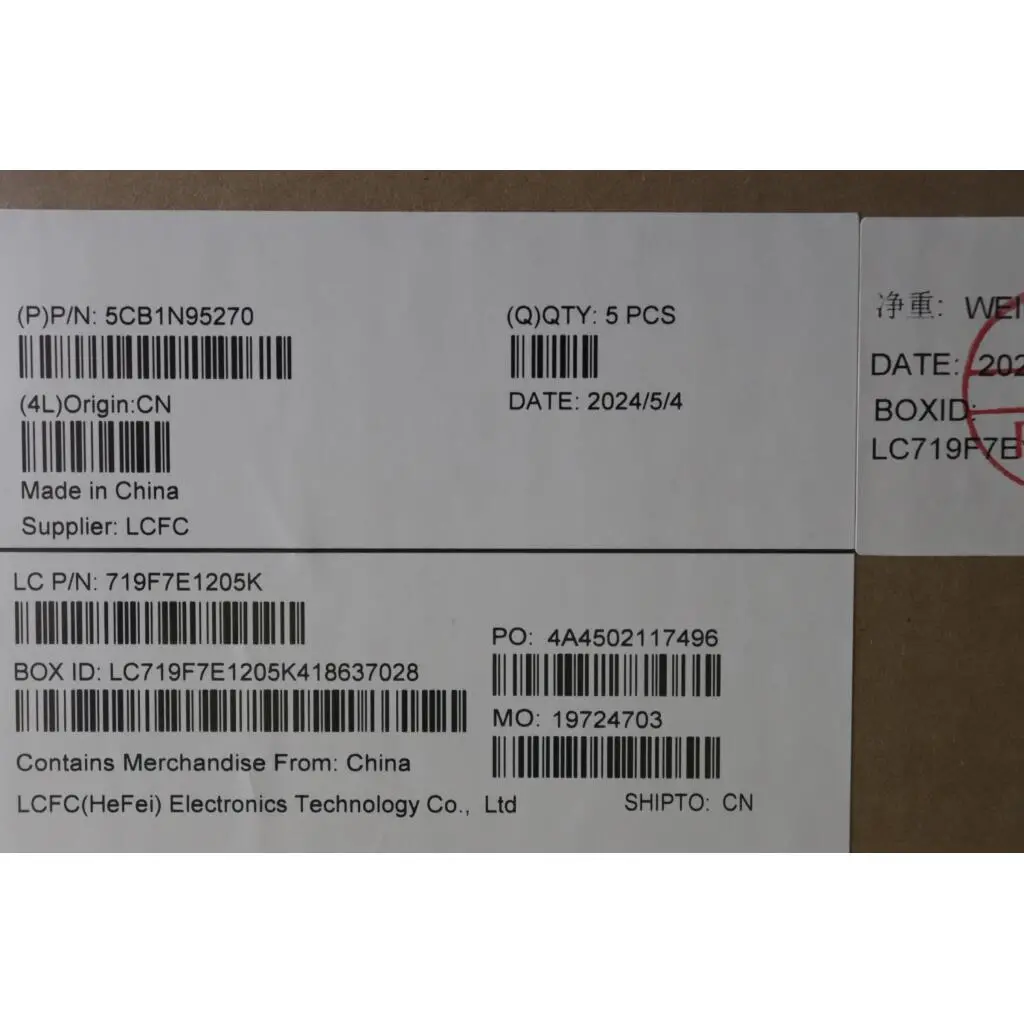 (P)P/N: 5CB1N95270
(Q)QTY: 5 PCS
(4L)Origin:CN
DATE: 2024/5/4
Made in China
Supplier: LCFC
LC P/N: 719F7E1205K
PO: 4A4502117496
BOX ID: LC719F7E1205K418637028
MO: 19724703
Contains Merchandise From: China
LCFC(HeFei) Electronics Technology Co., Ltd
SHIPTO: CN
净重:
DATE:
BOXID: